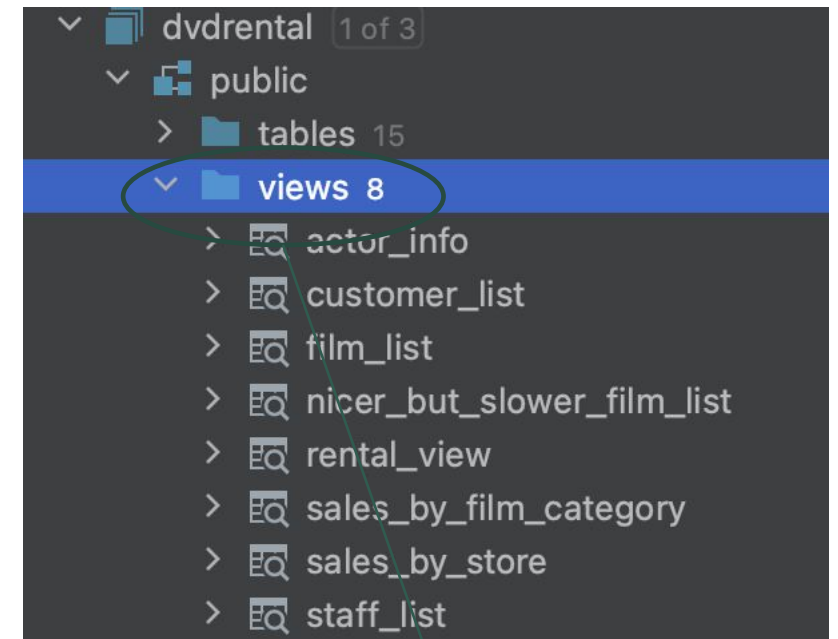 dvdrental 1 of 3
public
tables 15
views 8
actor_info
customer_list
film_list
nicer_but_slower_film_list
rental_view
sales_by_film_category
sales_by_store
staff_list